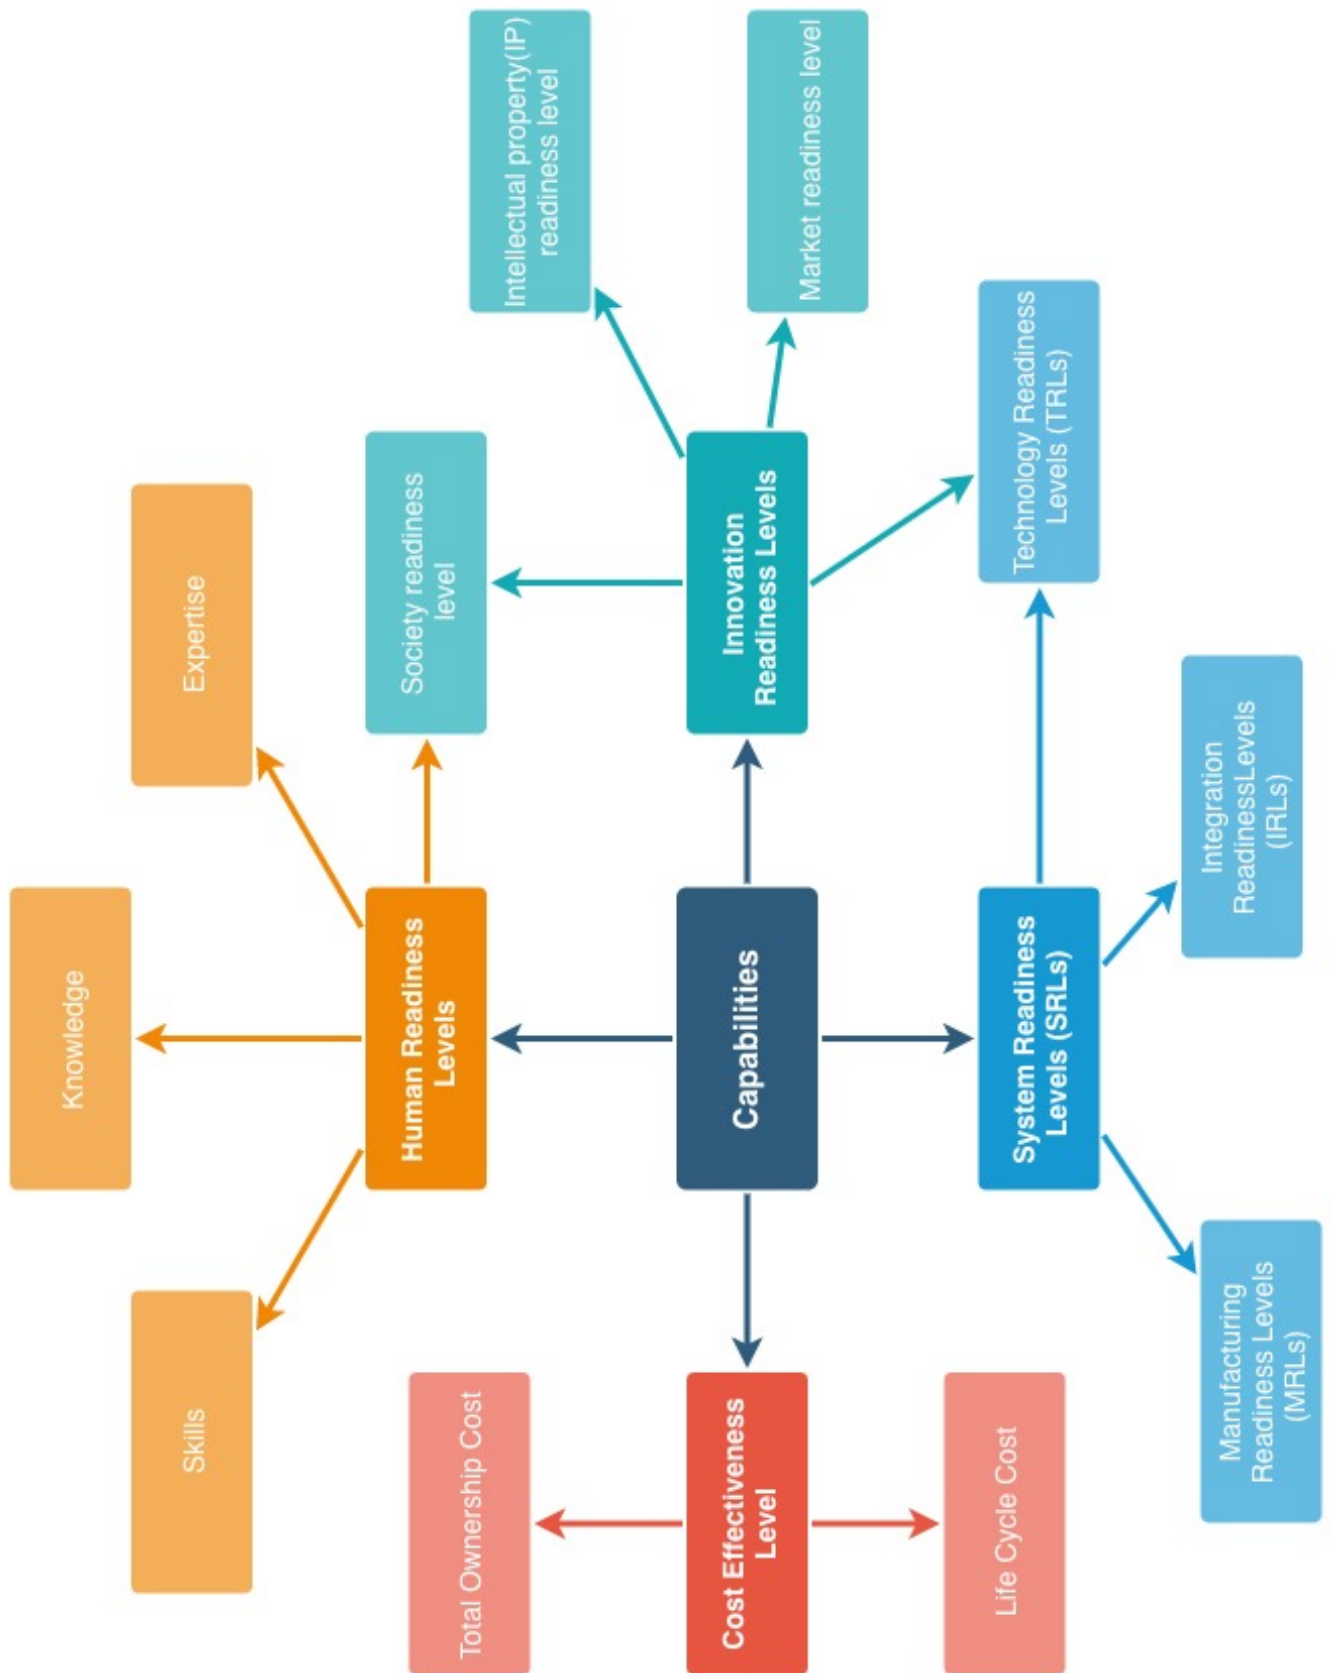 Knowledge
Skills
Expertise
Human Readiness
Levels
Society readiness
level
Intellectual property(IP)
readiness level
Total Ownership Cost
Cost Effectiveness
Level
Capabilities
Innovation
Readiness Levels
Market readiness level
Life Cycle Cost
System Readiness
Levels (SRLs)
Technology Readiness
Levels (TRLs)
Manufacturing
Readiness Levels
(MRLs)
Integration
ReadinessLevels
(IRLs)